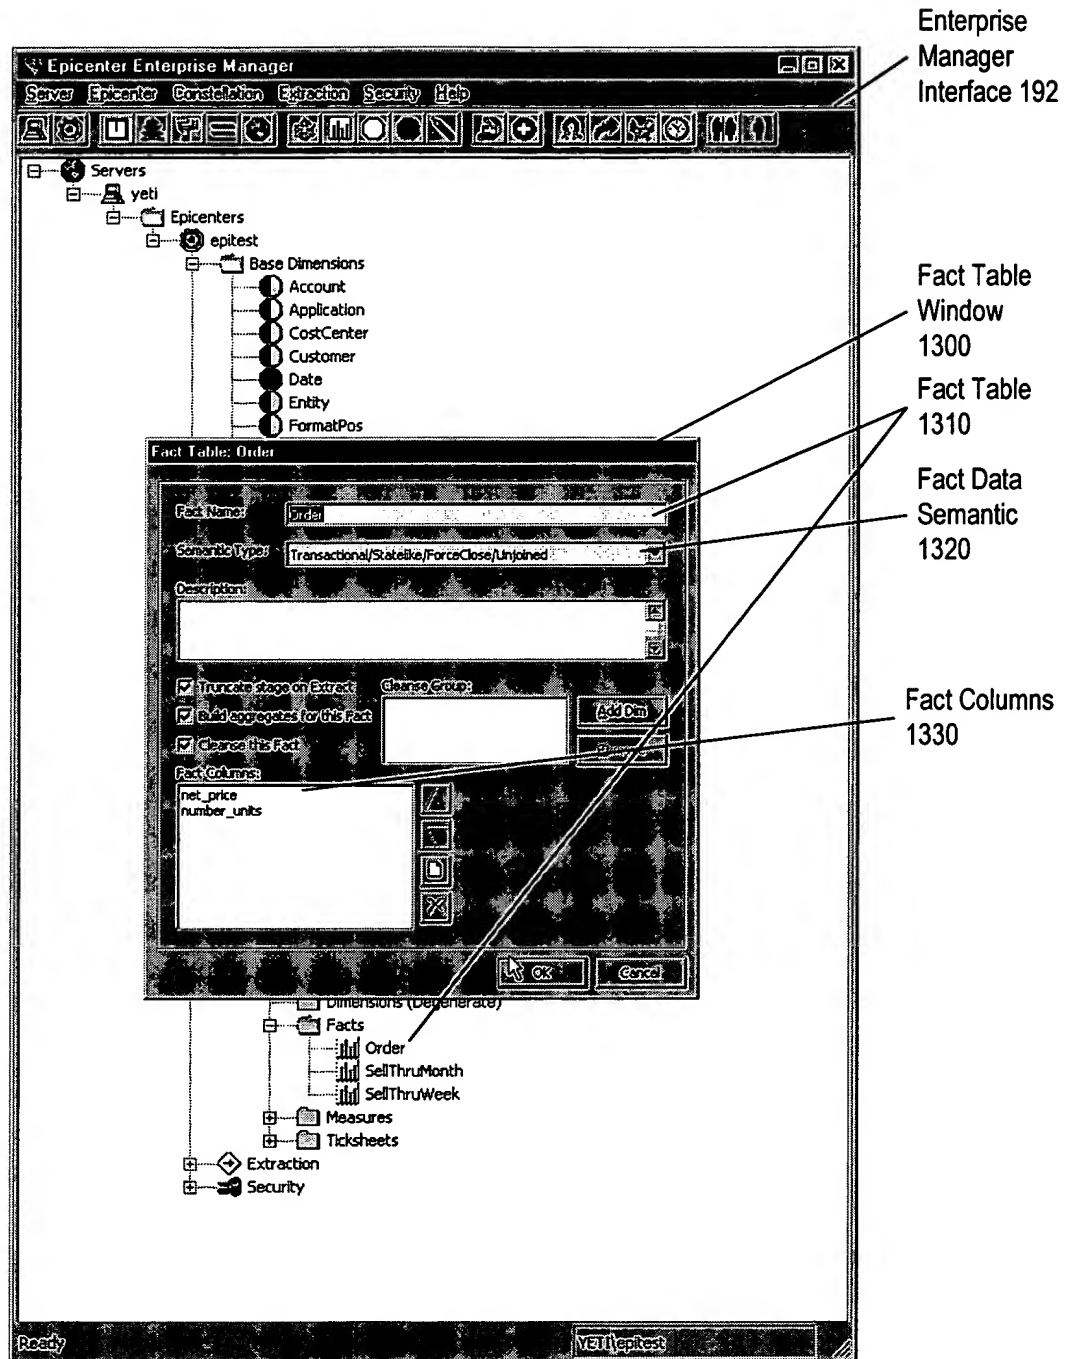 Enterprise
Manager
Interface 192
Epicenter Enterprise Manager
Server Epicenter Constellation Extraction Security Help
Servers
yeti
Epicenters
epitest
Base Dimensions
Account
Application
CostCenter
Customer
Date
Entity
FormatPos
Fact Table
Window
1300
Fact Table
1310
Fact Data
Semantic
1320
Fact Columns
1330
Fact Table: Order
Fact Name: Order
Semantic Type: Transactional/Statelike/ForceClose/Unjoined
Description:
Truncate stage on Extract
Cleanse Group:
Build aggregates for this Fact
Add Dim
Cleanse this Fact
Fact Columns:
net_price
number_units
OK Cancel
Dimensions (Degenerate)
Facts
Order
SellThruMonth
SellThruWeek
Measures
Ticksheets
Extraction
Security
Ready YETI\epitest